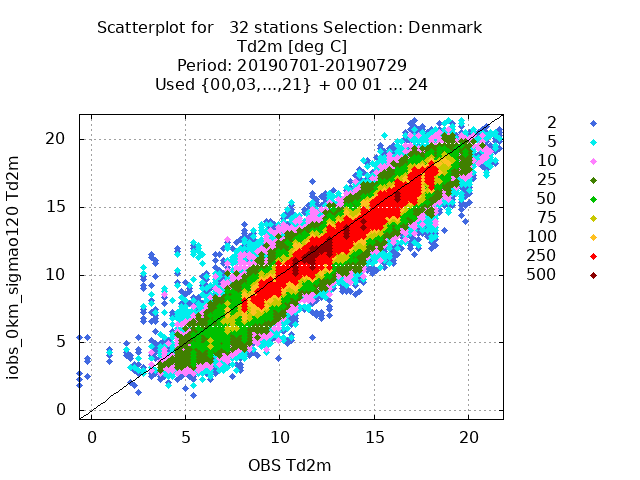 Scatterplot for   32 stations Selection: Denmark
Td2m [deg C]
Period: 20190701-20190729
Used {00,03,...,21} + 00 01 ... 24
iobs_0km_sigmao120 Td2m
20
15
10
5
0
0 5 10 15 20
OBS Td2m
2
5
10
25
50
75
100
250
500